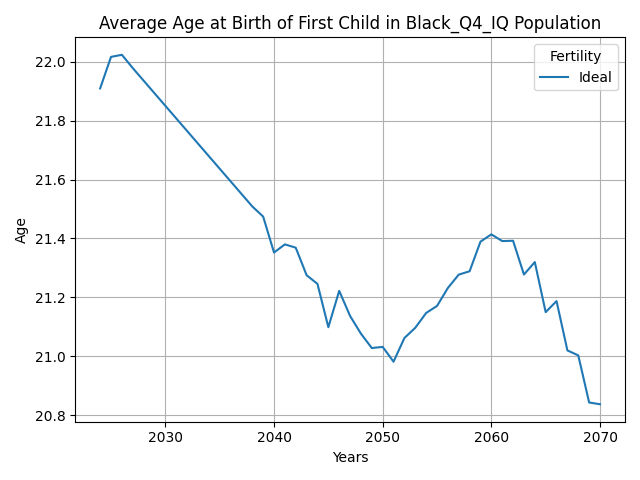 Average Age at Birth of First Child in Black_Q4_IQ Population
Fertility
Ideal
22.0
21.8
21.6
21.4
21.2
21.0
20.8
Age
2030
2040
2050
2060
2070
Years